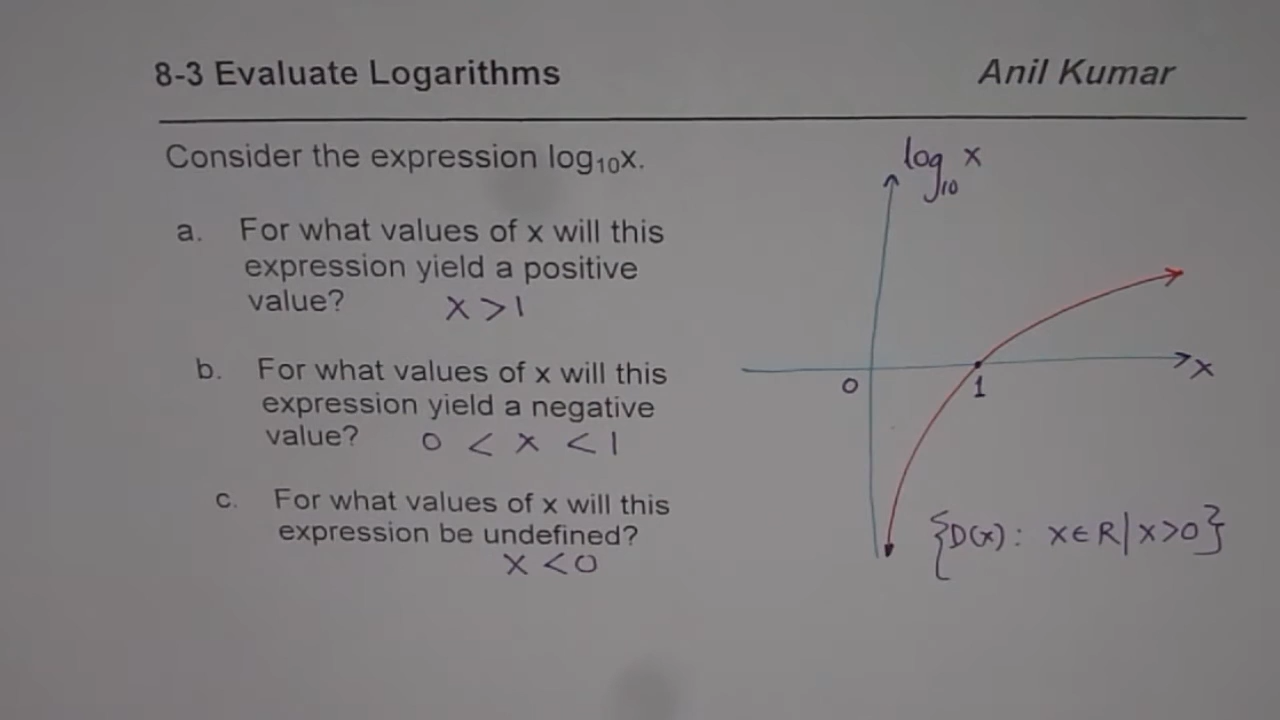 8-3 Evaluate Logarithms
Anil Kumar
Consider the expression log₁₀x.
a. For what values of x will this
expression yield a positive
value? x > 1
b. For what values of x will this
expression yield a negative
value? 0 < x < 1
c. For what values of x will this
expression be undefined?
x < 0
log₁₀ x
0
1
x
{D(x): x∈R|x>0}